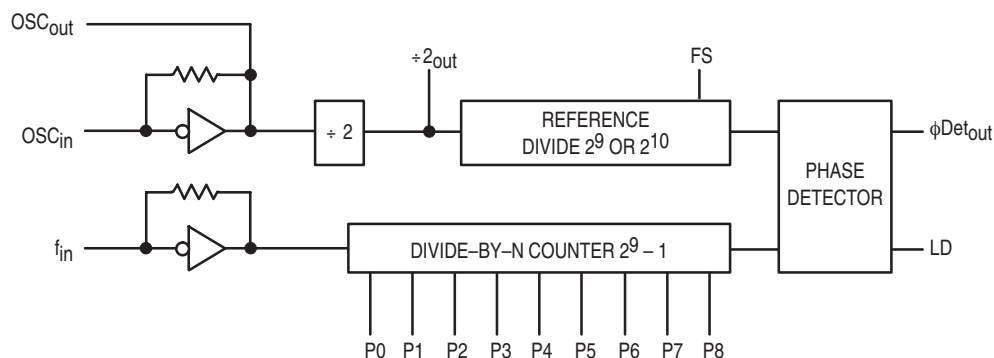 OSCout
÷2out
FS
OSCin
÷ 2
REFERENCE
DIVIDE 2⁹ OR 2¹⁰
PHASE
DETECTOR
ϕDetout
fin
DIVIDE–BY–N COUNTER 2⁹ – 1
LD
P0 P1 P2 P3 P4 P5 P6 P7 P8